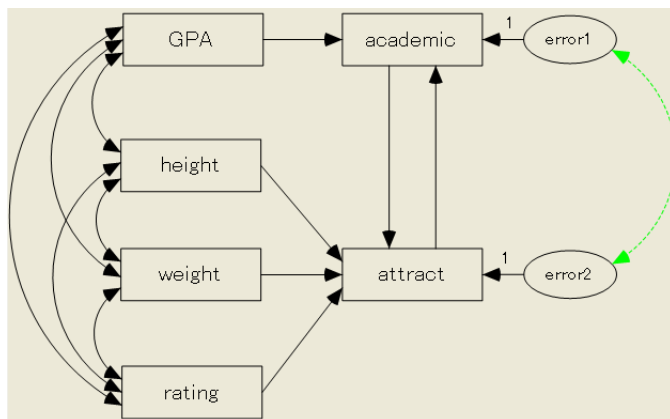 GPA
academic
1
error1
height
weight
attract
1
error2
rating